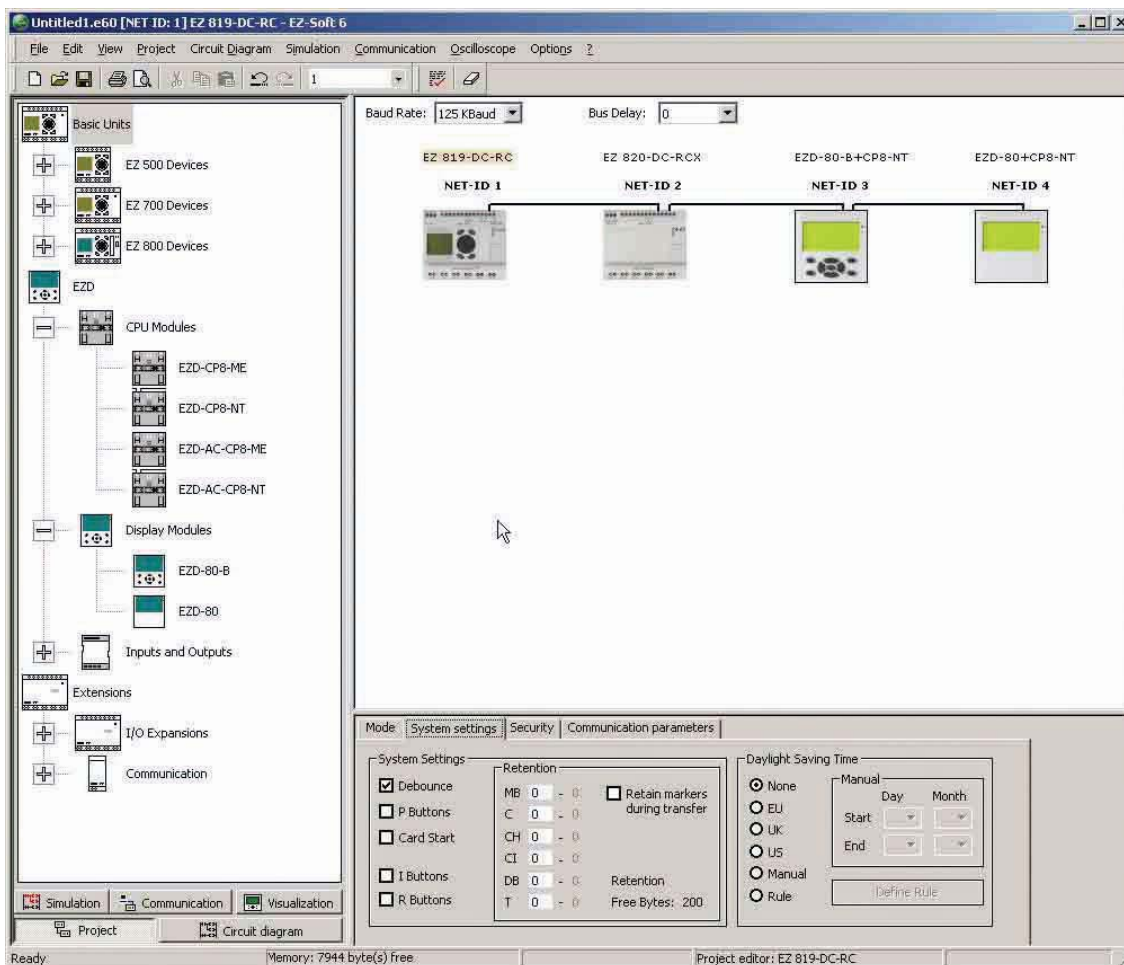 Untitled1.e60 [NET ID: 1] EZ 819-DC-RC - EZ-Soft 6
File Edit View Project Circuit Diagram Simulation Communication Oscilloscope Options ?
1
Basic Units
EZ 500 Devices
EZ 700 Devices
EZ 800 Devices
EZD
CPU Modules
EZD-CP8-ME
EZD-CP8-NT
EZD-AC-CP8-ME
EZD-AC-CP8-NT
Display Modules
EZD-80-B
EZD-80
Inputs and Outputs
Extensions
I/O Expansions
Communication
Simulation Communication Visualization
Project Circuit diagram
Baud Rate: 125 KBaud Bus Delay: 0
EZ 819-DC-RC EZ 820-DC-RCX EZD-80-B+CP8-NT EZD-80+CP8-NT
NET-ID 1 NET-ID 2 NET-ID 3 NET-ID 4
Mode System settings Security Communication parameters
System Settings
Debounce
P Buttons
Card Start
I Buttons
R Buttons
Retention
MB 0 - 0
C 0 - 0
CH 0 - 0
CI 0 - 0
DB 0 - 0
T 0 - 0
Retain markers
during transfer
Retention
Free Bytes: 200
Daylight Saving Time
None
EU
UK
US
Manual
Rule
Manual
Day Month
Start
End
Define Rule
Ready Memory: 7944 byte(s) free Project editor: EZ 819-DC-RC